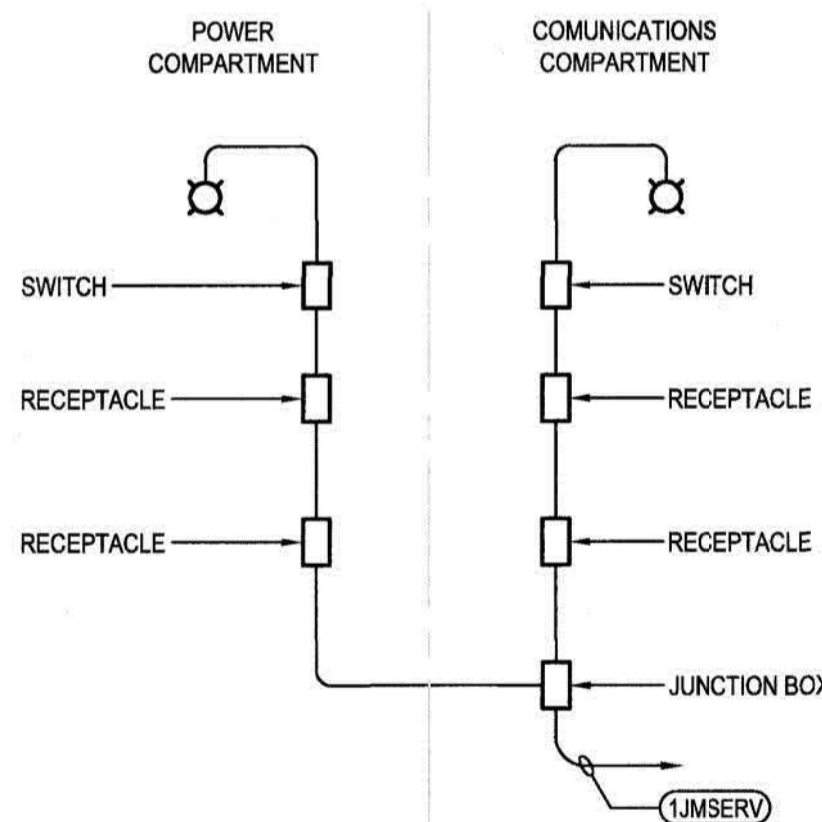 POWER
COMPARTMENT
COMUNICATIONS
COMPARTMENT
SWITCH
SWITCH
RECEPTACLE
RECEPTACLE
RECEPTACLE
RECEPTACLE
JUNCTION BOX
1JMSERV